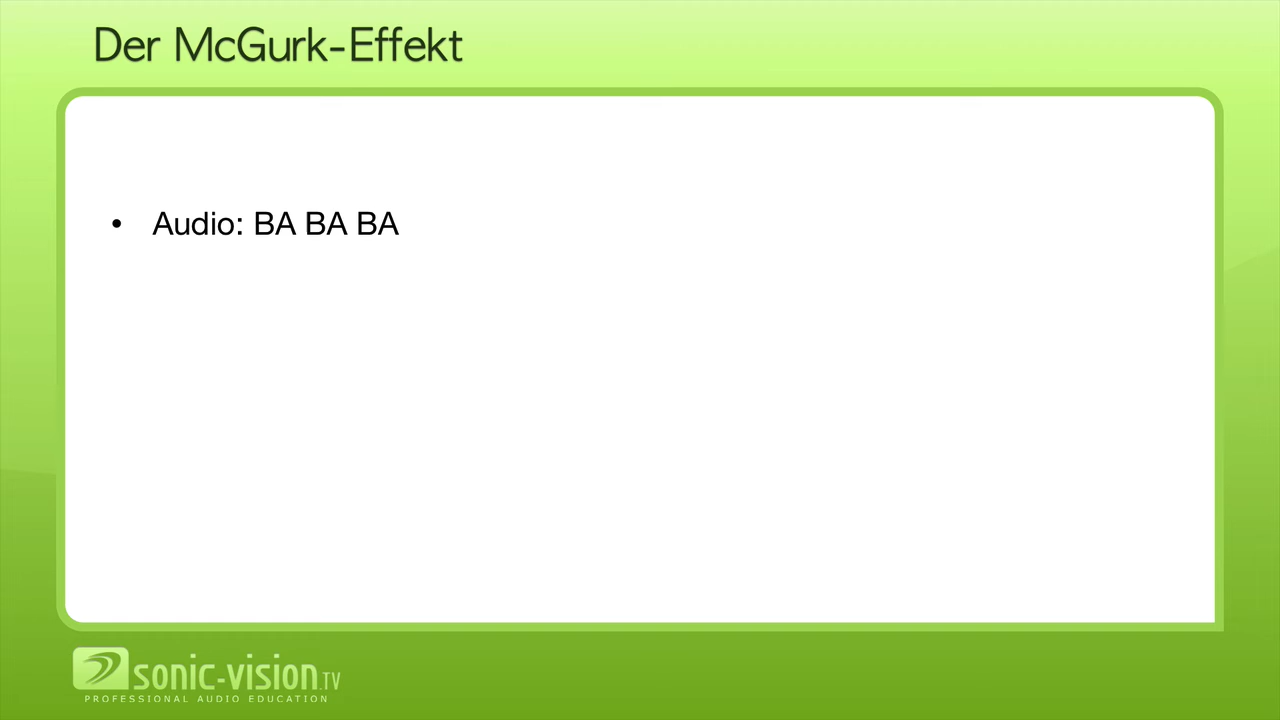 Der McGurk-Effekt
• Audio: BA BA BA
sonic-vision.TV
PROFESSIONAL AUDIO EDUCATION